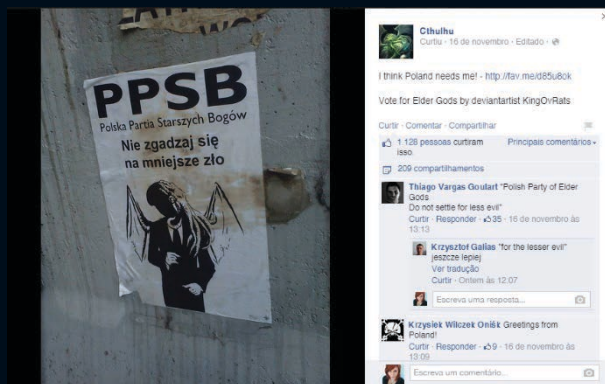 PPSB
Polska Partia Starszych Bogów
Nie zgadzaj się
na mniejsze zło
Cthulhu
Curtiu · 16 de novembro · Editado ·
I think Poland needs me! - http://fav.me/d85u8ok
Vote for Elder Gods by deviantartist KingOvRats
Curtir · Comentar · Compartilhar
1 128 pessoas curtiram isso
Principais comentários
209 compartilhamentos
Thiago Vargas Goulart "Polish Party of Elder
Gods
Do not settle for less evil"
Curtir · Responder · 35 · 16 de novembro às
13:13
Krzysztof Galias "for the lesser evil"
jeszcze lepiej
Ver tradução
Curtir · Ontem às 12:07
Escreva uma resposta...
Krzysiek Wilczek Onišk Greetings from
Poland!
Curtir · Responder · 9 · 16 de novembro às
13:09
Escreva um comentário...